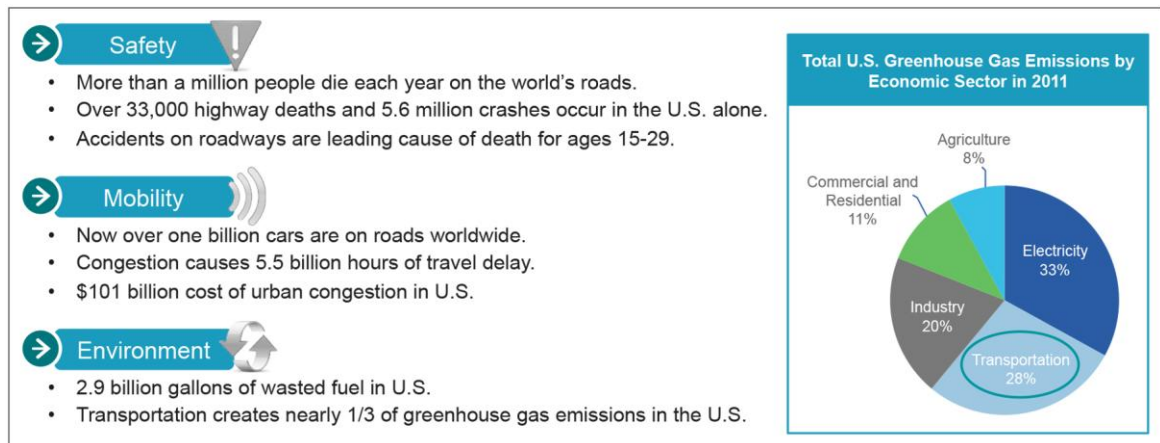 Safety
• More than a million people die each year on the world's roads.
• Over 33,000 highway deaths and 5.6 million crashes occur in the U.S. alone.
• Accidents on roadways are leading cause of death for ages 15-29.
Mobility
• Now over one billion cars are on roads worldwide.
• Congestion causes 5.5 billion hours of travel delay.
• $101 billion cost of urban congestion in U.S.
Environment
• 2.9 billion gallons of wasted fuel in U.S.
• Transportation creates nearly 1/3 of greenhouse gas emissions in the U.S.
Total U.S. Greenhouse Gas Emissions by
Economic Sector in 2011
Agriculture
8%
Commercial and
Residential
11%
Electricity
33%
Industry
20%
Transportation
28%